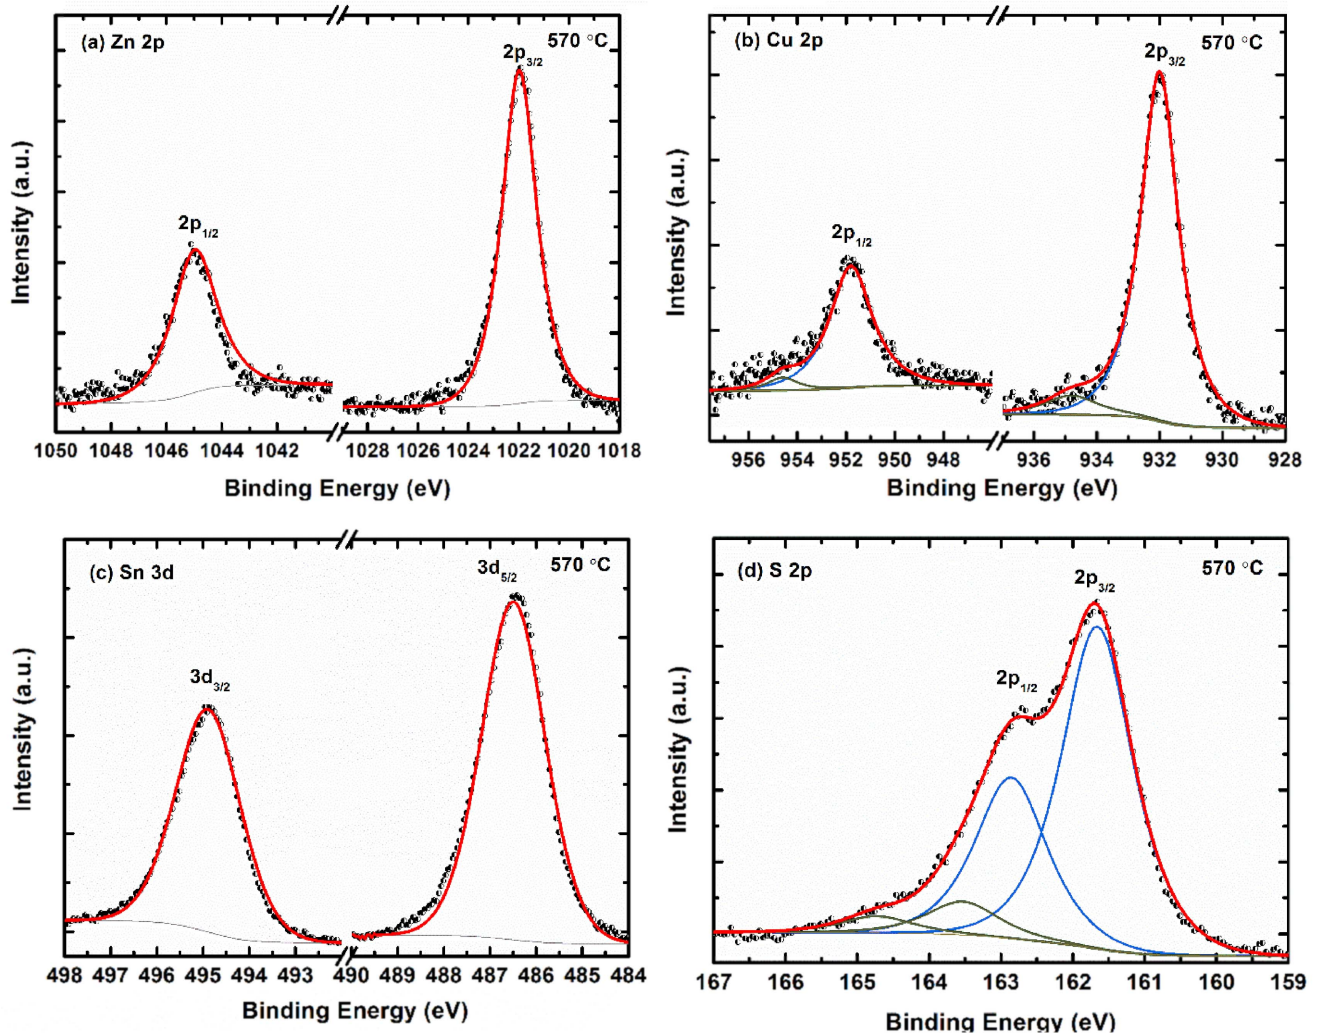 (a) Zn 2p
570 °C
2p3/2
2p1/2
Intensity (a.u.)
1050 1048 1046 1044 1042 1028 1026 1024 1022 1020 1018
Binding Energy (eV)
(b) Cu 2p
570 °C
2p3/2
2p1/2
Intensity (a.u.)
956 954 952 950 948 936 934 932 930 928
Binding Energy (eV)
(c) Sn 3d
570 °C
3d5/2
3d3/2
Intensity (a.u.)
498 497 496 495 494 493 490 489 488 487 486 485 484
Binding Energy (eV)
(d) S 2p
570 °C
2p3/2
2p1/2
Intensity (a.u.)
167 166 165 164 163 162 161 160 159
Binding Energy (eV)